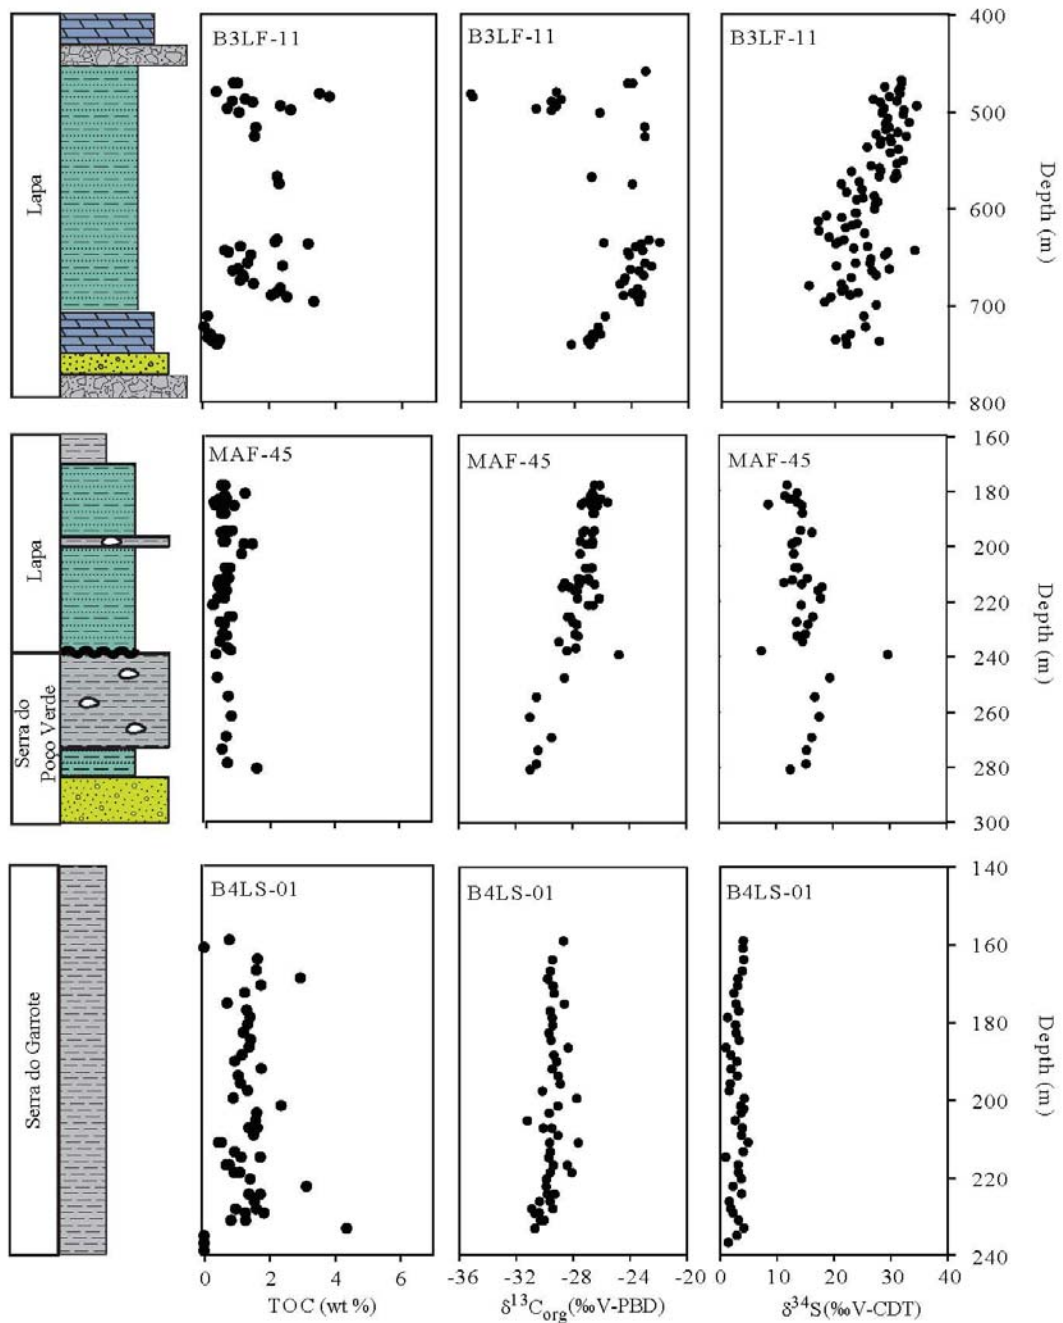 Lapa
B3LF-11
B3LF-11
B3LF-11
400
500
600
700
800
Depth (m)
Lapa
Serra do
Poço Verde
MAF-45
MAF-45
MAF-45
160
180
200
220
240
260
280
300
Depth (m)
Serra do Garrote
B4LS-01
B4LS-01
B4LS-01
140
160
180
200
220
240
Depth (m)
0 2 4 6
-36 -32 -28 -24 -20
0 10 20 30 40
TOC (wt %)
δ¹³Corg(‰V-PBD)
δ³⁴S(‰V-CDT)